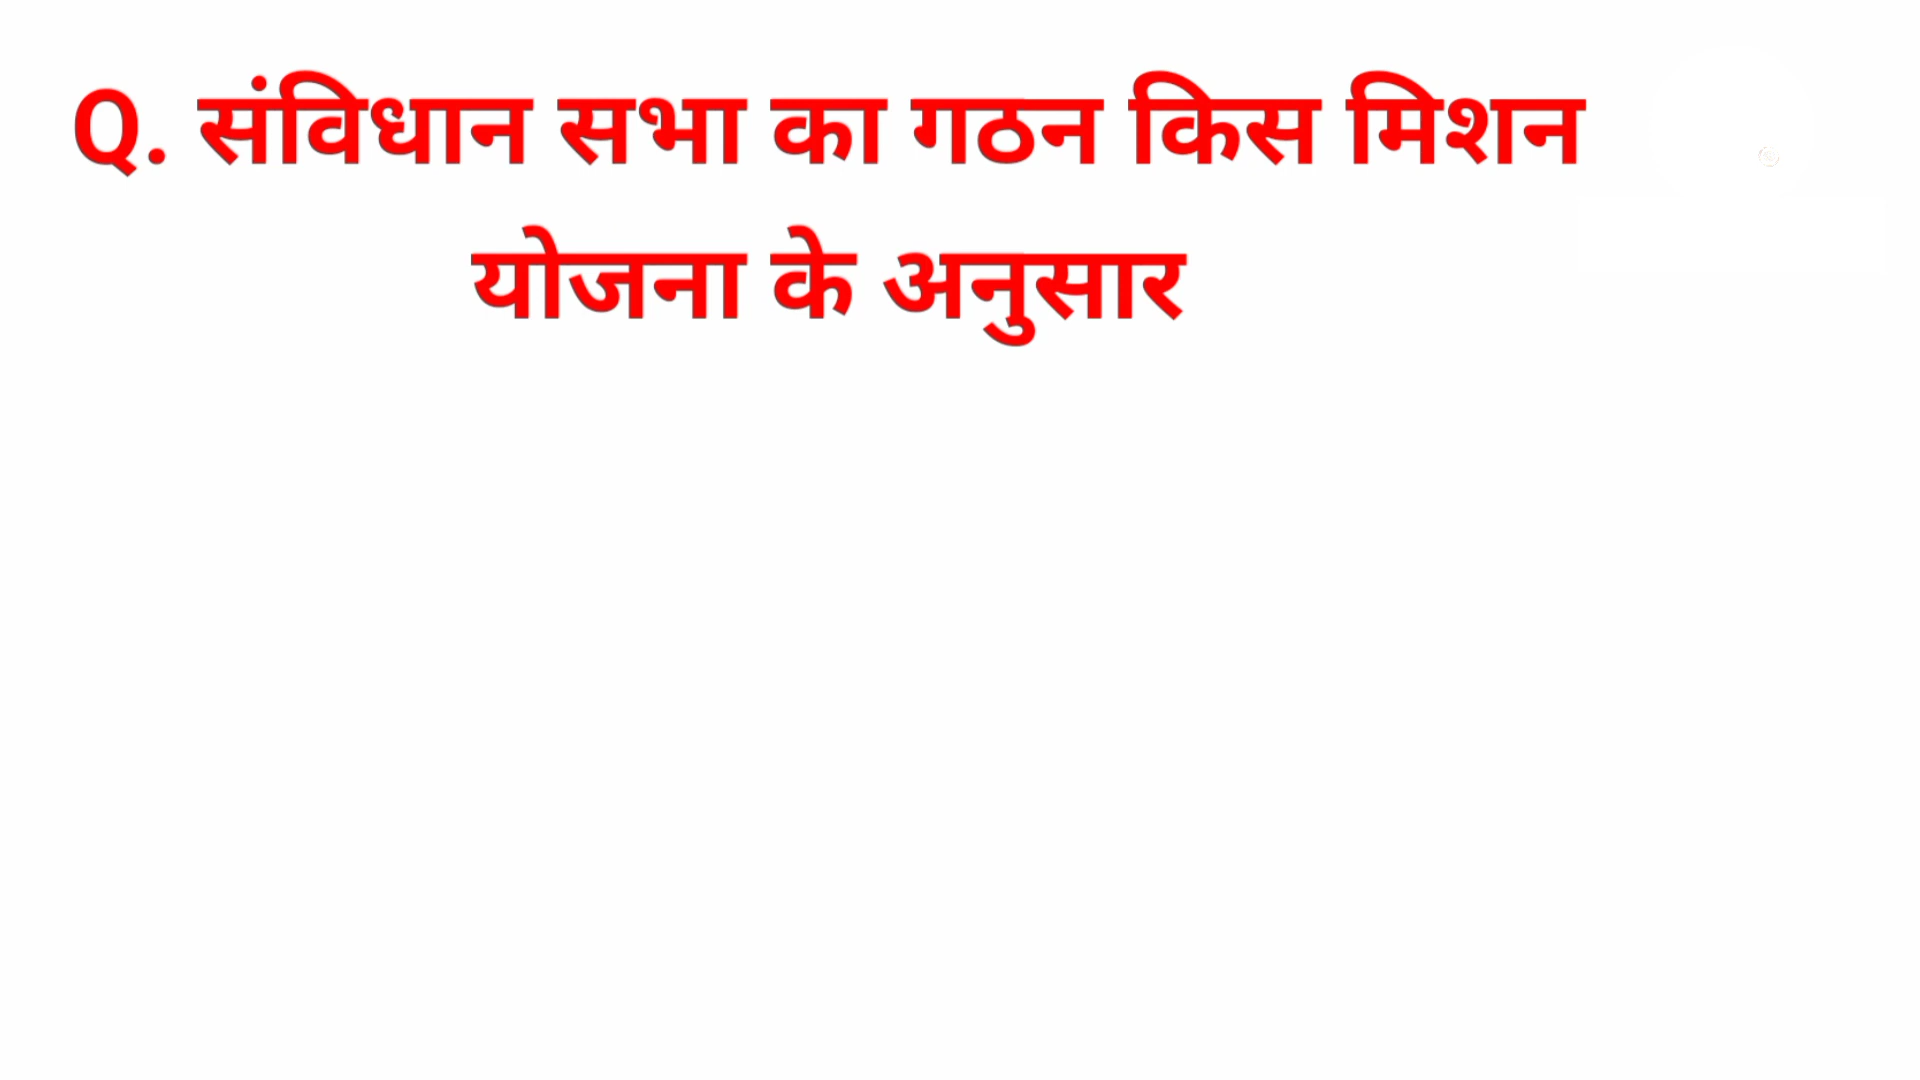 Q. संविधान सभा का गठन किस मिशन
योजना के अनुसार